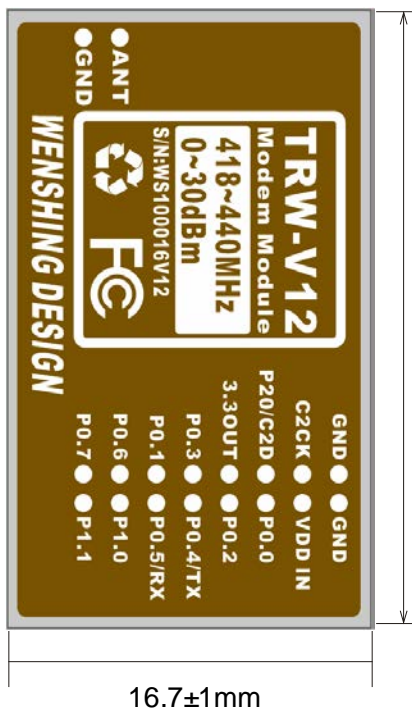 TRW-V12
Modem Module
418~440MHz
0~30dBm
S/N:WS100016V12
FC
ANT
GND
GND GND
C2CK VDD IN
P20/C2D P0.0
3.3OUT P0.2
P0.3 P0.4/TX
P0.1 P0.5/RX
P0.6 P1.0
P0.7 P1.1
WENSHING DESIGN
16.7±1mm